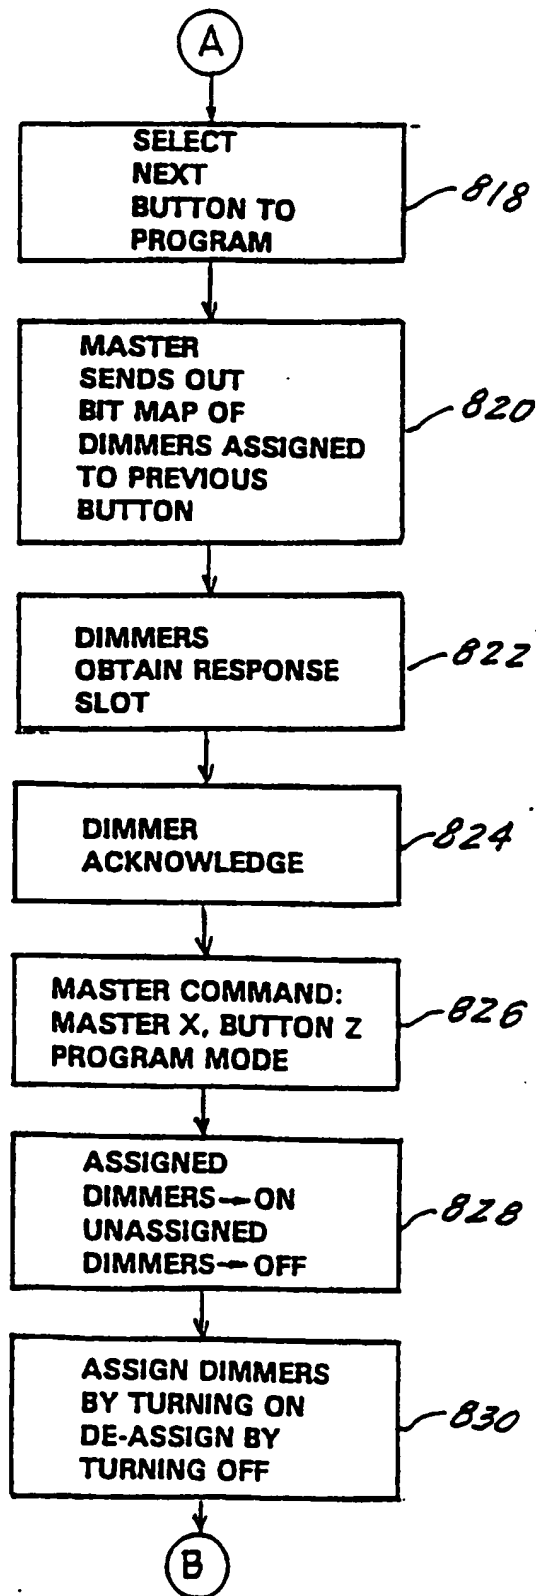 A
SELECT
NEXT
BUTTON TO
PROGRAM
818
MASTER
SENDS OUT
BIT MAP OF
DIMMERS ASSIGNED
TO PREVIOUS
BUTTON
820
DIMMERS
OBTAIN RESPONSE
SLOT
822
DIMMER
ACKNOWLEDGE
824
MASTER COMMAND:
MASTER X, BUTTON Z
PROGRAM MODE
826
ASSIGNED
DIMMERS→ON
UNASSIGNED
DIMMERS→OFF
828
ASSIGN DIMMERS
BY TURNING ON
DE-ASSIGN BY
TURNING OFF
830
B